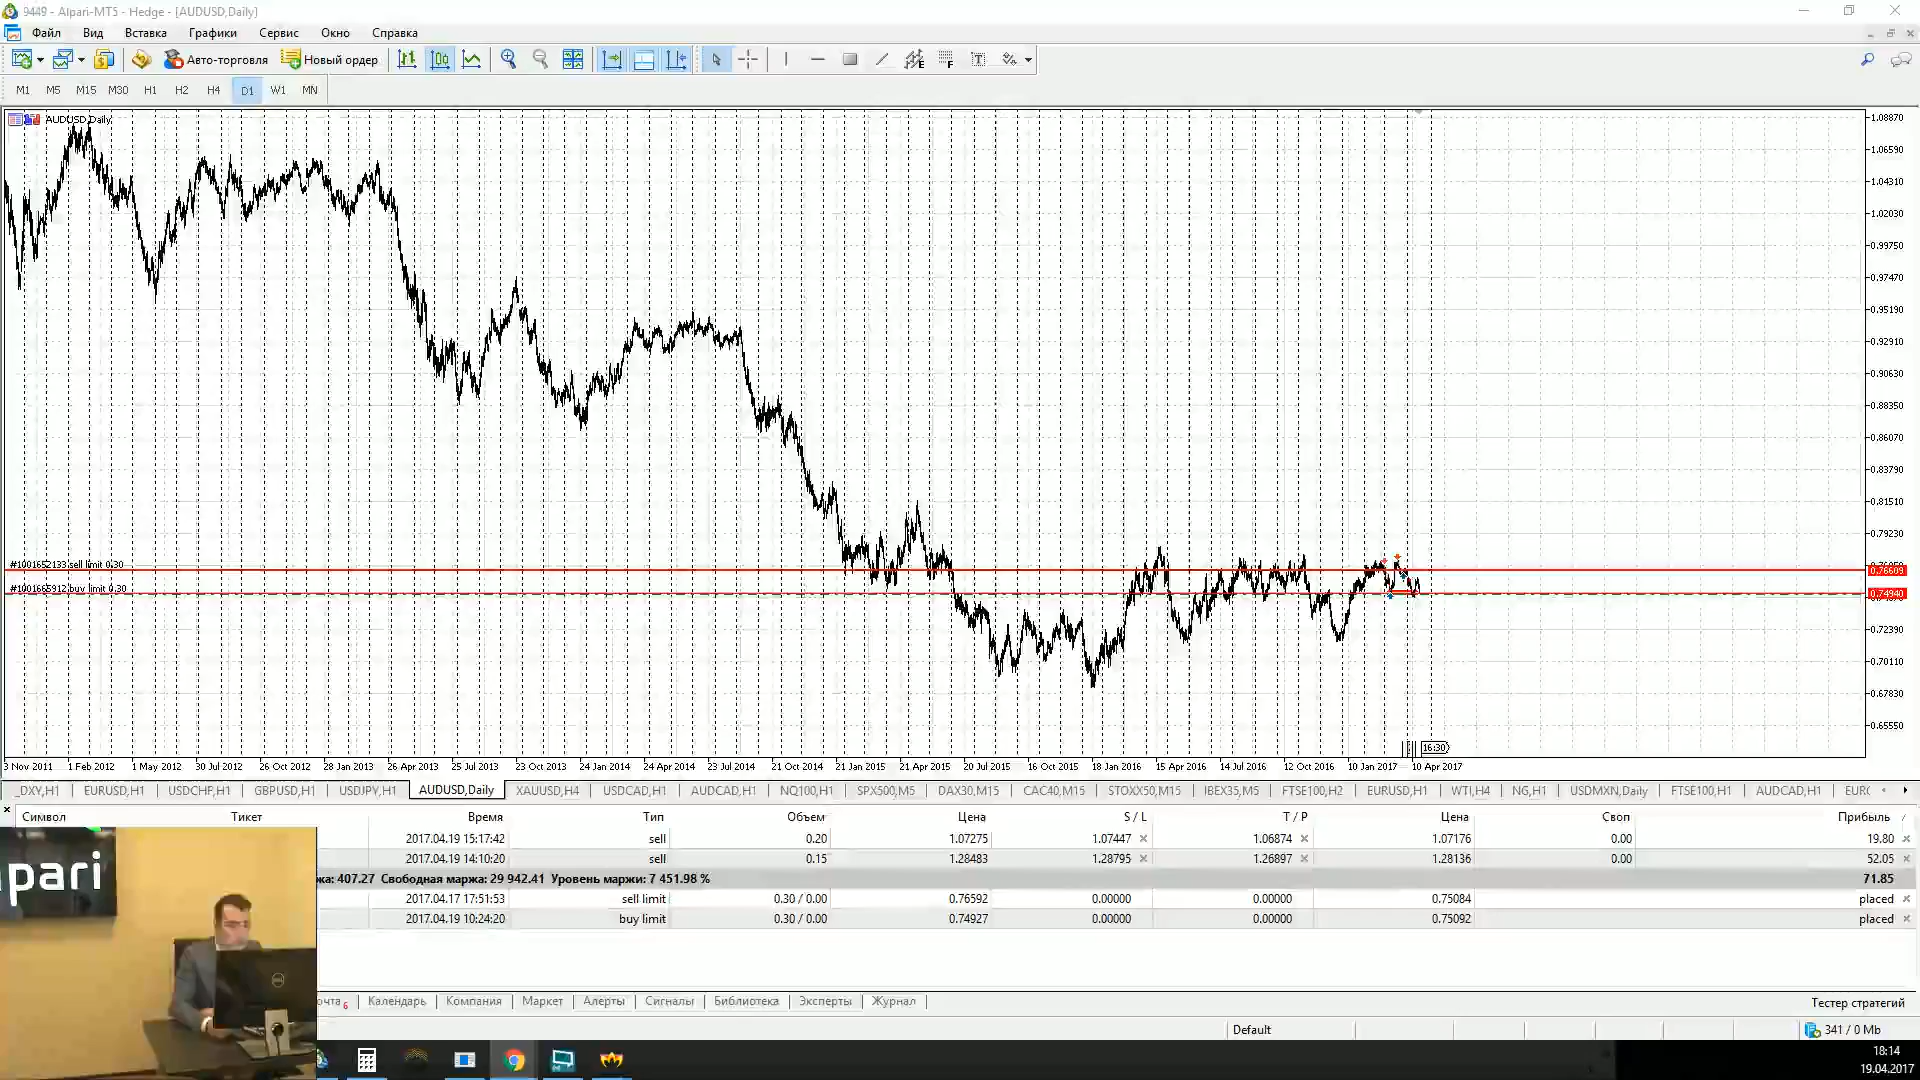 9449 - Alpari-MT5 - Hedge - [AUDUSD,Daily]
Файл Вид Вставка Графики Сервис Окно Справка
Авто-торговля Новый ордер
M1 M5 M15 M30 H1 H2 H4 D1 W1 MN
AUDUSD,Daily
1.08870
1.06590
1.04310
1.02030
0.99750
0.97470
0.95190
0.92910
0.90630
0.88350
0.86070
0.83790
0.81510
0.79230
#1001652133 sell limit 0.30
0.76609
#1001665912 buy limit 0.30
0.74940
0.72390
0.70110
0.67830
0.65550
16:30
3 Nov 2011 1 Feb 2012 1 May 2012 30 Jul 2012 26 Oct 2012 28 Jan 2013 26 Apr 2013 25 Jul 2013 23 Oct 2013 24 Jan 2014 24 Apr 2014 23 Jul 2014 21 Oct 2014 21 Jan 2015 21 Apr 2015 20 Jul 2015 16 Oct 2015 18 Jan 2016 15 Apr 2016 14 Jul 2016 12 Oct 2016 10 Jan 2017 10 Apr 2017
_DXY,H1 EURUSD,H1 USDCHF,H1 GBPUSD,H1 USDJPY,H1 AUDUSD,Daily XAUUSD,H4 USDCAD,H1 AUDCAD,H1 NQ100,H1 SPX500,M5 DAX30,M15 CAC40,M15 STOXX50,M15 IBEX35,M5 FTSE100,H2 EURUSD,H1 WTI,H4 NG,H1 USDMXN,Daily FTSE100,H1 AUDCAD,H1 EURC
Символ Тикет Время Тип Объем Цена S / L T / P Цена Своп Прибыль
2017.04.19 15:17:42 sell 0.20 1.07275 1.07447 1.06874 1.07176 0.00 19.80
2017.04.19 14:10:20 sell 0.15 1.28483 1.28795 1.26897 1.28136 0.00 52.05
жа: 407.27 Свободная маржа: 29 942.41 Уровень маржи: 7 451.98 % 71.85
2017.04.17 17:51:53 sell limit 0.30 / 0.00 0.76592 0.00000 0.00000 0.75084 placed
2017.04.19 10:24:20 buy limit 0.30 / 0.00 0.74927 0.00000 0.00000 0.75092 placed
pari
DELL
очта 6 Календарь Компания Маркет Алерты Сигналы Библиотека Эксперты Журнал
Тестер стратегий
Default 341 / 0 Mb
18:14
19.04.2017